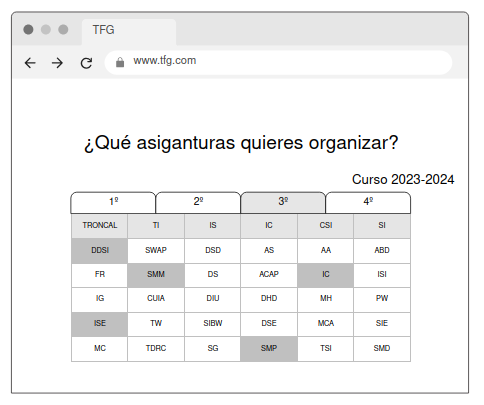 TFG
www.tfg.com
¿Qué asiganturas quieres organizar?
Curso 2023-2024
1º 2º 3º 4º
TRONCAL TI IS IC CSI SI
DDSI SWAP DSD AS AA ABD
FR SMM DS ACAP IC ISI
IG CUIA DIU DHD MH PW
ISE TW SIBW DSE MCA SIE
MC TDRC SG SMP TSI SMD